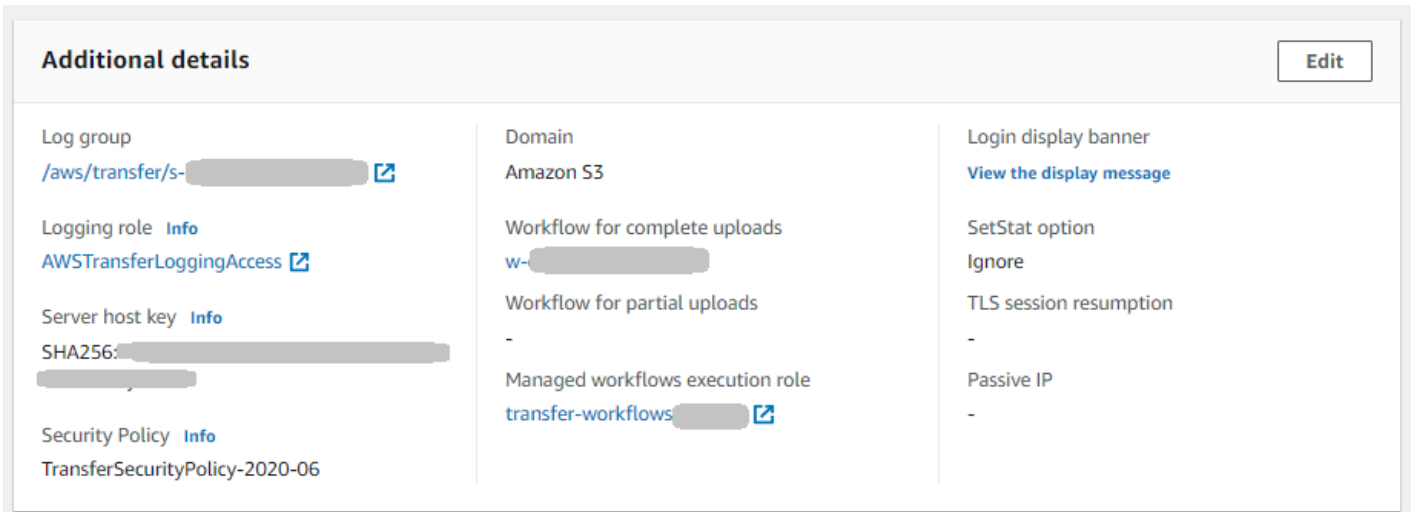 Additional details
Edit
Log group
/aws/transfer/s-
Logging role Info
AWSTransferLoggingAccess
Server host key Info
SHA256:
Security Policy Info
TransferSecurityPolicy-2020-06
Domain
Amazon S3
Workflow for complete uploads
w-
Workflow for partial uploads
-
Managed workflows execution role
transfer-workflows
Login display banner
View the display message
SetStat option
Ignore
TLS session resumption
-
Passive IP
-